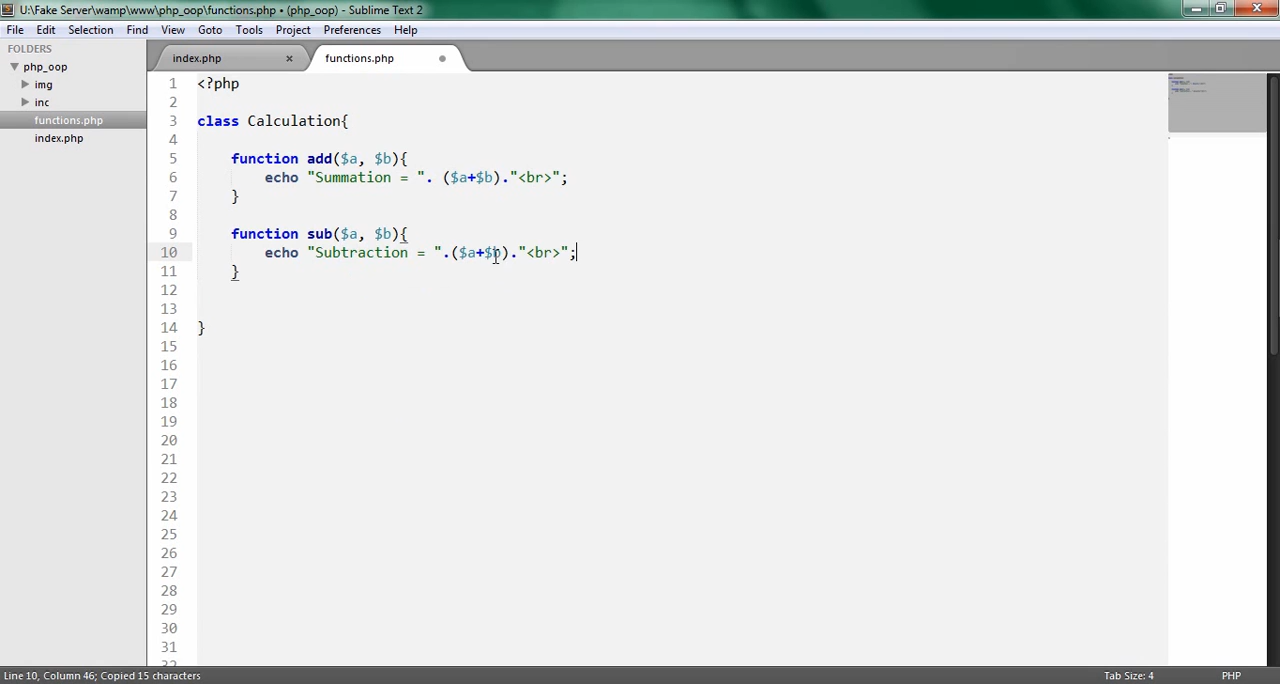 U:\Fake Server\wamp\www\php_oop\functions.php • (php_oop) - Sublime Text 2
File Edit Selection Find View Goto Tools Project Preferences Help
FOLDERS
php_oop
img
inc
functions.php
index.php
index.php × functions.php
1 <?php
2
3 class Calculation{
4
5 function add($a, $b){
6 echo "Summation = ". ($a+$b)."<br>";
7 }
8
9 function sub($a, $b){
10 echo "Subtraction = ".($a+$b)."<br>";
11 }
12
13
14 }
15
16
17
18
19
20
21
22
23
24
25
26
27
28
29
30
31
32
Line 10, Column 46; Copied 15 characters Tab Size: 4 PHP